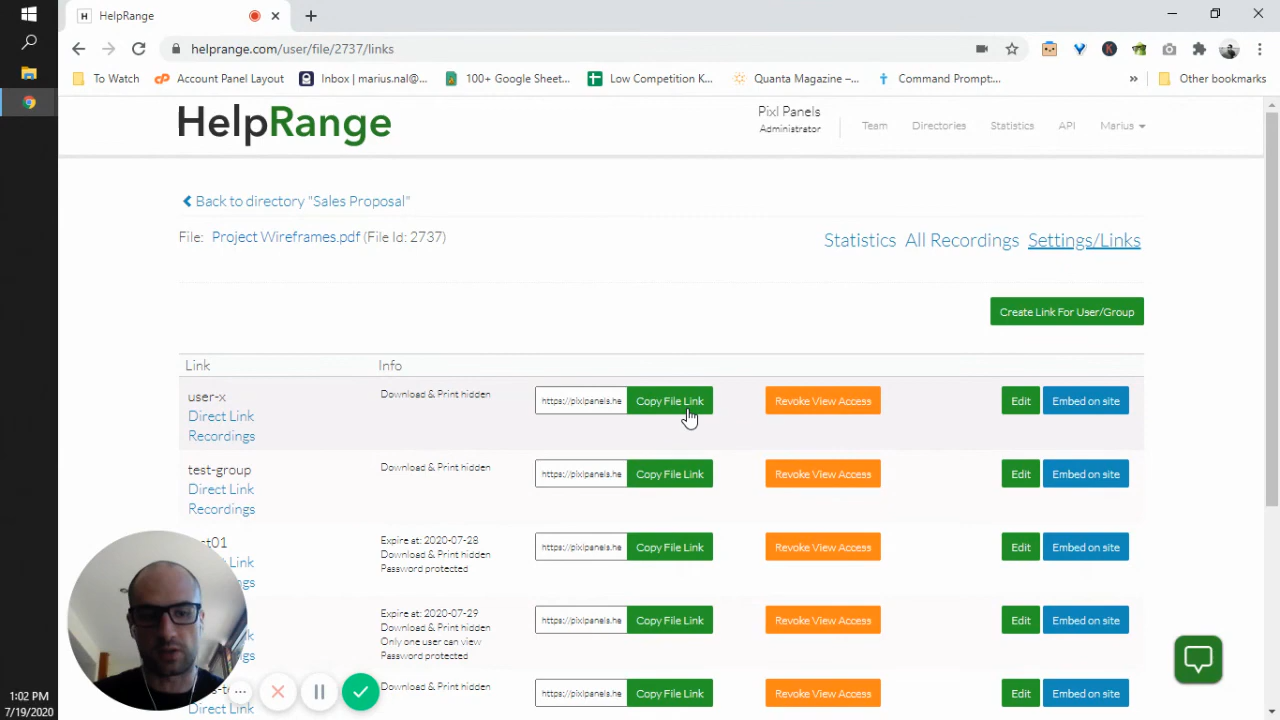 H HelpRange
helprange.com/user/file/2737/links
To Watch Account Panel Layout Inbox | marius.nal@... 100+ Google Sheet... Low Competition K... Quanta Magazine –... Command Prompt:... » Other bookmarks
HelpRange
Pixl Panels
Administrator
Team Directories Statistics API Marius
Back to directory "Sales Proposal"
File: Project Wireframes.pdf (File Id: 2737)
Statistics All Recordings Settings/Links
Create Link For User/Group
Link Info
user-x
Direct Link
Recordings
Download & Print hidden
https://pixlpanels.he Copy File Link Revoke View Access Edit Embed on site
test-group
Direct Link
Recordings
Download & Print hidden
https://pixlpanels.he Copy File Link Revoke View Access Edit Embed on site
Expire at: 2020-07-28
Download & Print hidden
Password protected
https://pixlpanels.he Copy File Link Revoke View Access Edit Embed on site
Expire at: 2020-07-29
Download & Print hidden
Only one user can view
Password protected
https://pixlpanels.he Copy File Link Revoke View Access Edit Embed on site
Direct Link
Download & Print hidden
https://pixlpanels.he Copy File Link Revoke View Access Edit Embed on site
1:02 PM
7/19/2020